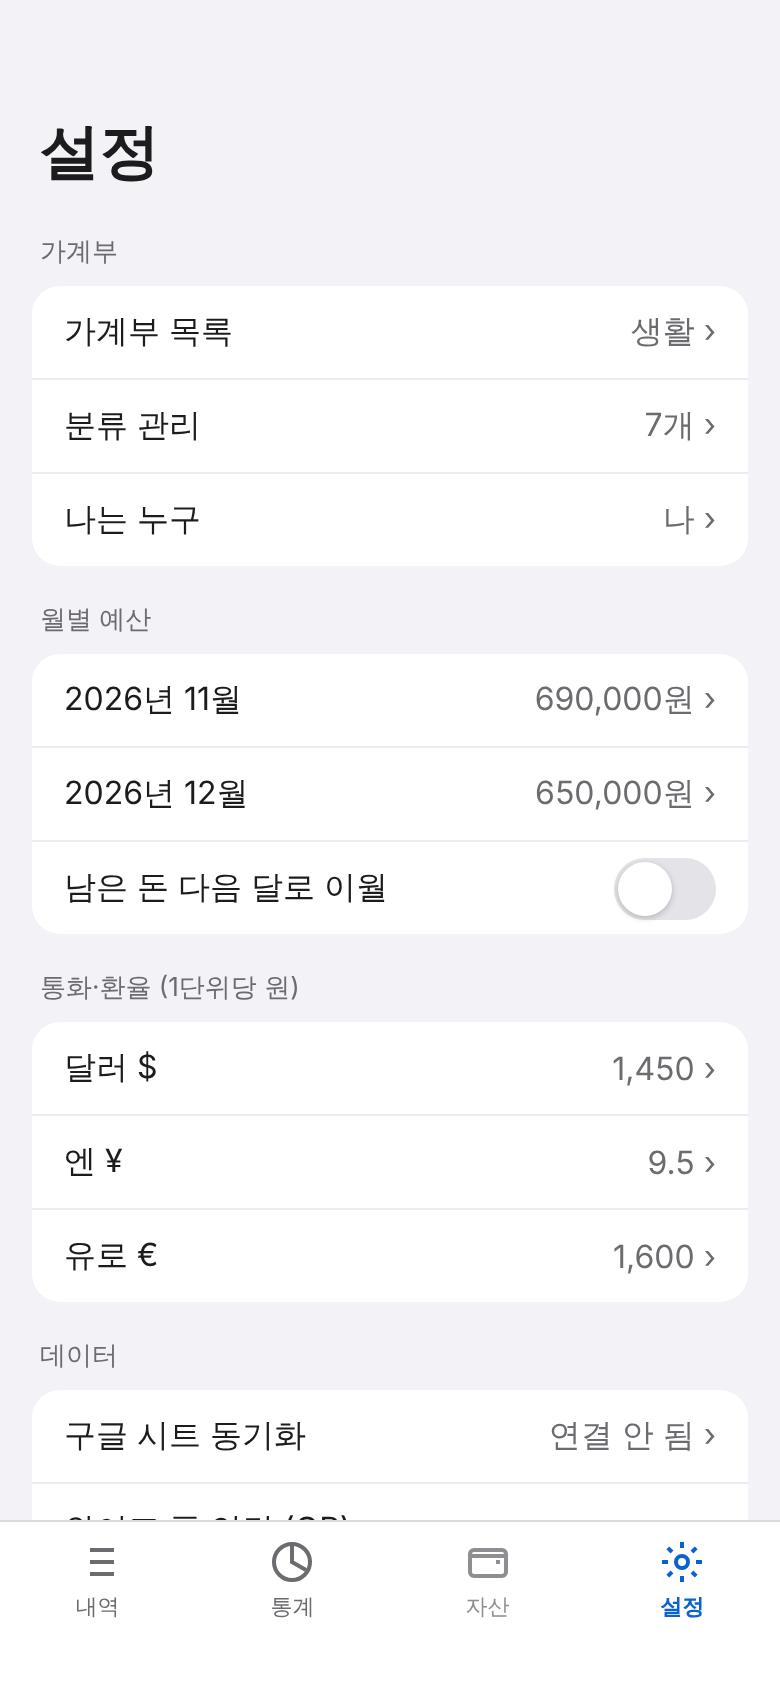 설정
가계부
가계부 목록 생활 ›
분류 관리 7개 ›
나는 누구 나 ›
월별 예산
2026년 11월 690,000원 ›
2026년 12월 650,000원 ›
남은 돈 다음 달로 이월
통화·환율 (1단위당 원)
달러 $ 1,450 ›
엔 ¥ 9.5 ›
유로 € 1,600 ›
데이터
구글 시트 동기화 연결 안 됨 ›
내역 통계 자산 설정